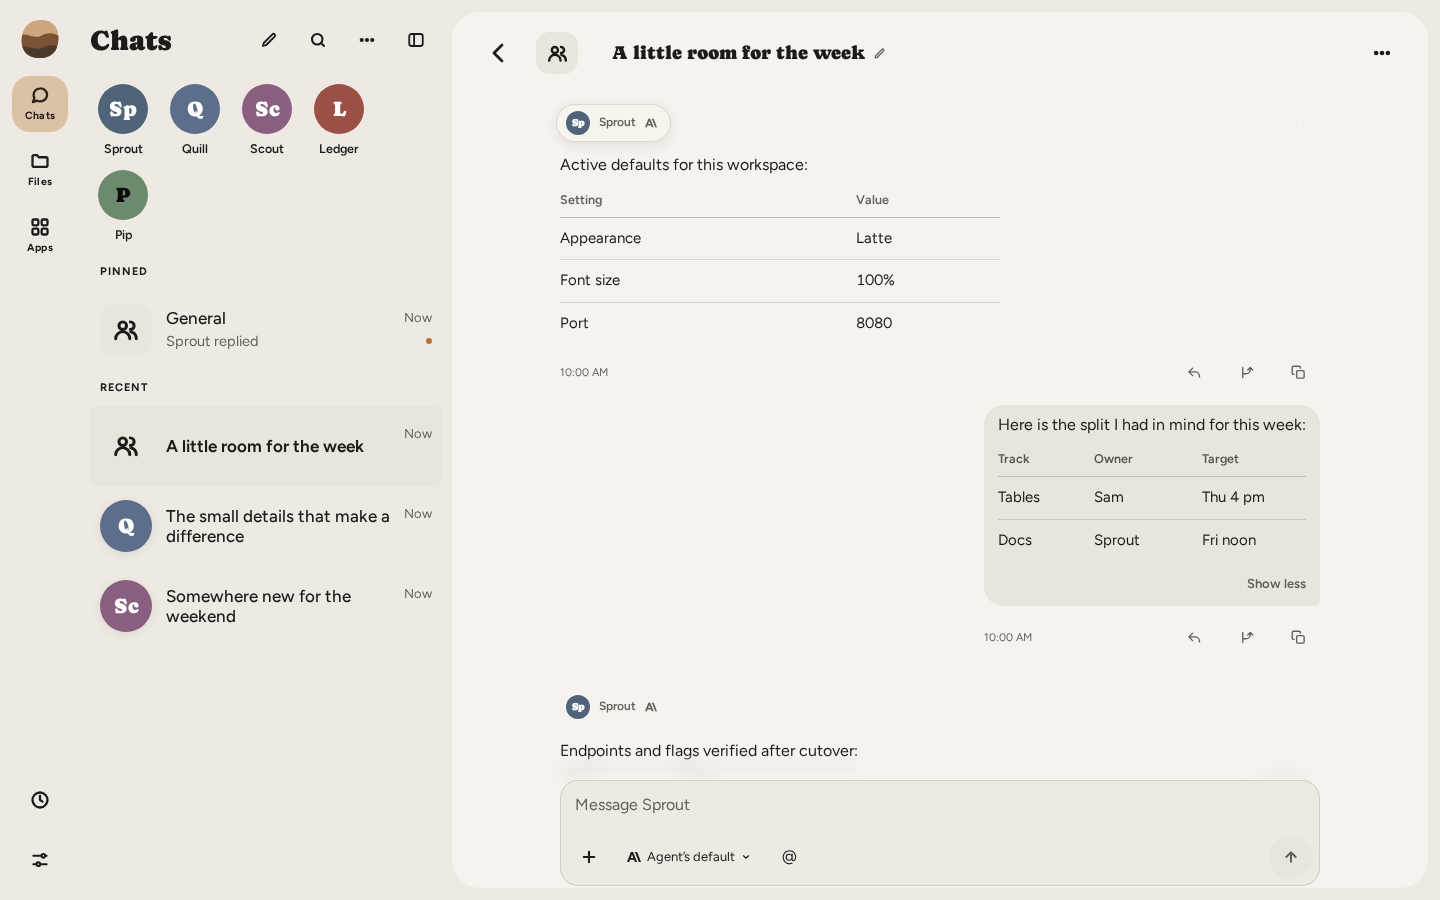 Chats
Chats
Files
Apps
Sp
Q
Sc
L
Sprout
Quill
Scout
Ledger
P
Pip
PINNED
General
Now
Sprout replied
RECENT
A little room for the week
Now
Q
The small details that make a difference
Now
Sc
Somewhere new for the weekend
Now
A little room for the week
Sp Sprout
Active defaults for this workspace:
Setting Value
Appearance Latte
Font size 100%
Port 8080
10:00 AM
Here is the split I had in mind for this week:
Track Owner Target
Tables Sam Thu 4 pm
Docs Sprout Fri noon
Show less
10:00 AM
Sp Sprout
Endpoints and flags verified after cutover:
Message Sprout
Agent's default
@